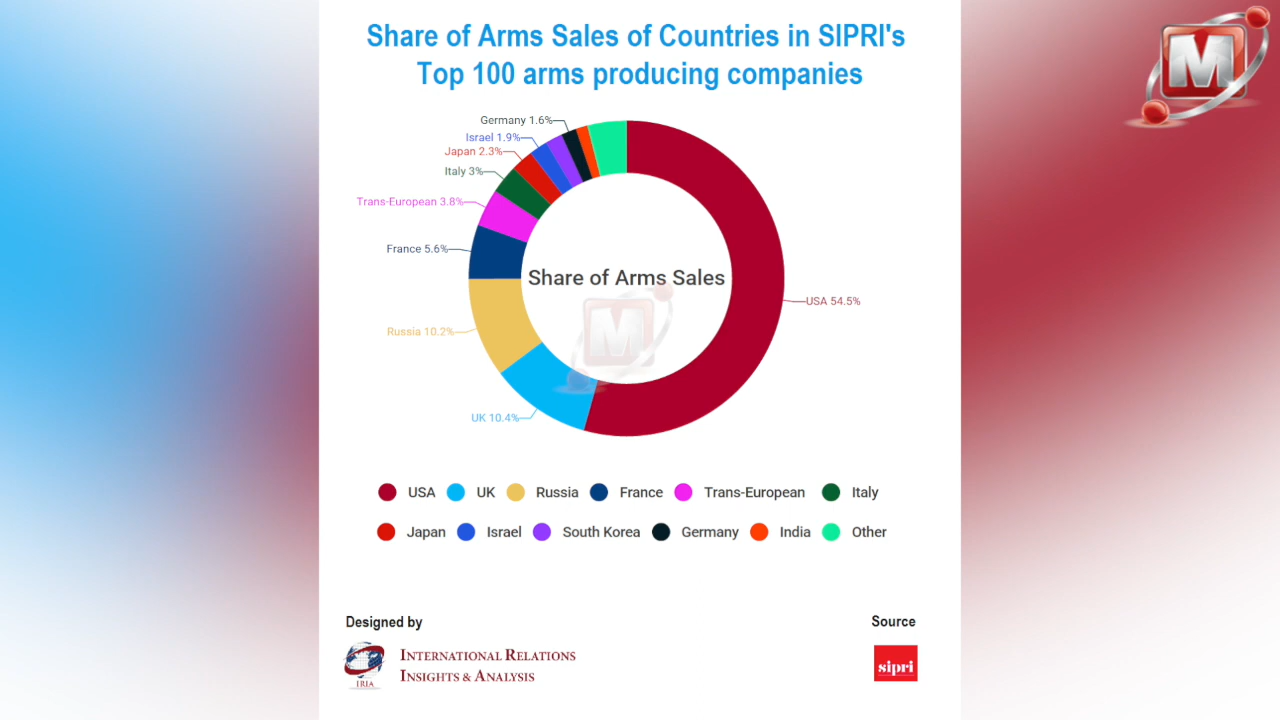 M
Share of Arms Sales of Countries in SIPRI's
Top 100 arms producing companies
Germany 1.6%
Israel 1.9%
Japan 2.3%
Italy 3%
Trans-European 3.8%
France 5.6%
Share of Arms Sales
M
USA 54.5%
Russia 10.2%
UK 10.4%
USA UK Russia France Trans-European Italy
Japan Israel South Korea Germany India Other
Designed by
Source
IRIA
INTERNATIONAL RELATIONS
INSIGHTS & ANALYSIS
sipri